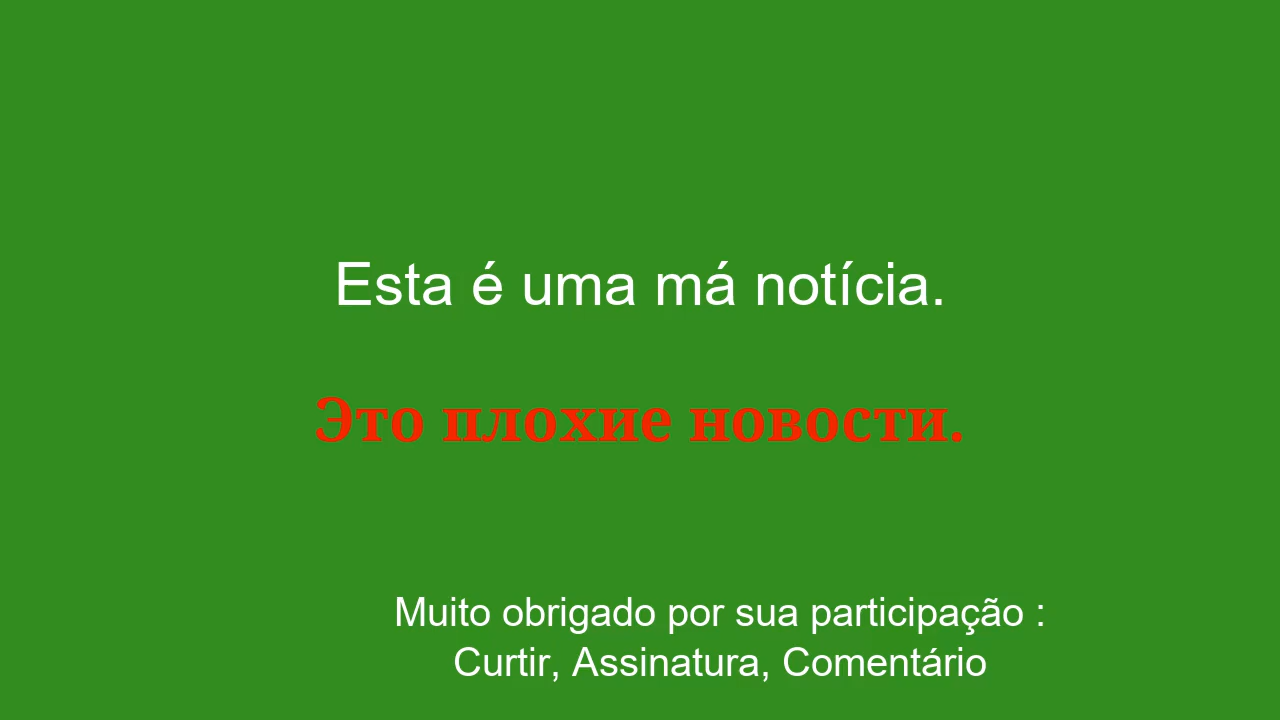 Esta é uma má notícia.
Это плохие новости.
Muito obrigado por sua participação :
Curtir, Assinatura, Comentário